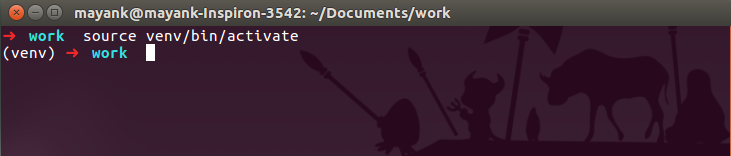 mayank@mayank-Inspiron-3542: ~/Documents/work
➜ work source venv/bin/activate
(venv) ➜ work